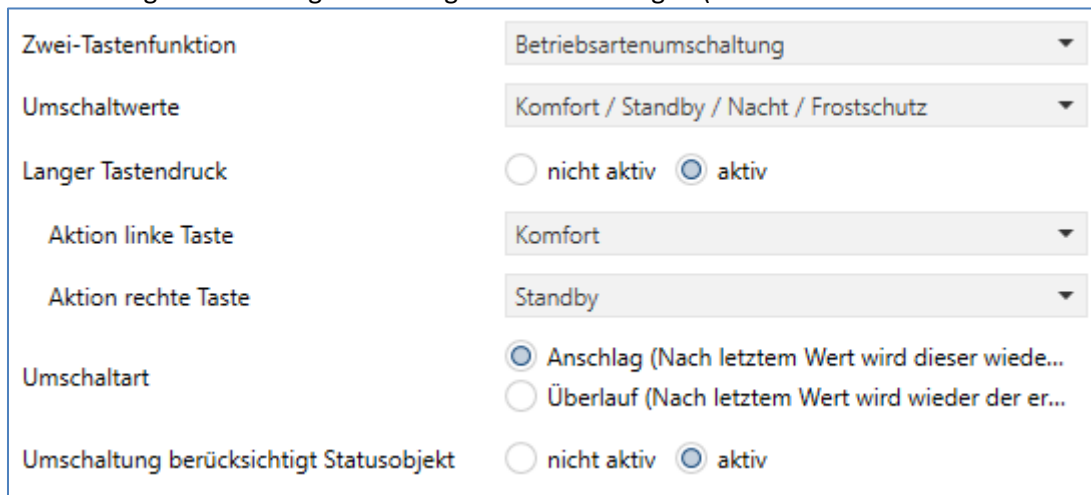 Zwei-Tastenfunktion Betriebsartenumschaltung
Umschaltwerte Komfort / Standby / Nacht / Frostschutz
Langer Tastendruck nicht aktiv aktiv
Aktion linke Taste Komfort
Aktion rechte Taste Standby
Anschlag (Nach letztem Wert wird dieser wiede...
Umschaltart
Überlauf (Nach letztem Wert wird wieder der er...
Umschaltung berücksichtigt Statusobjekt nicht aktiv aktiv